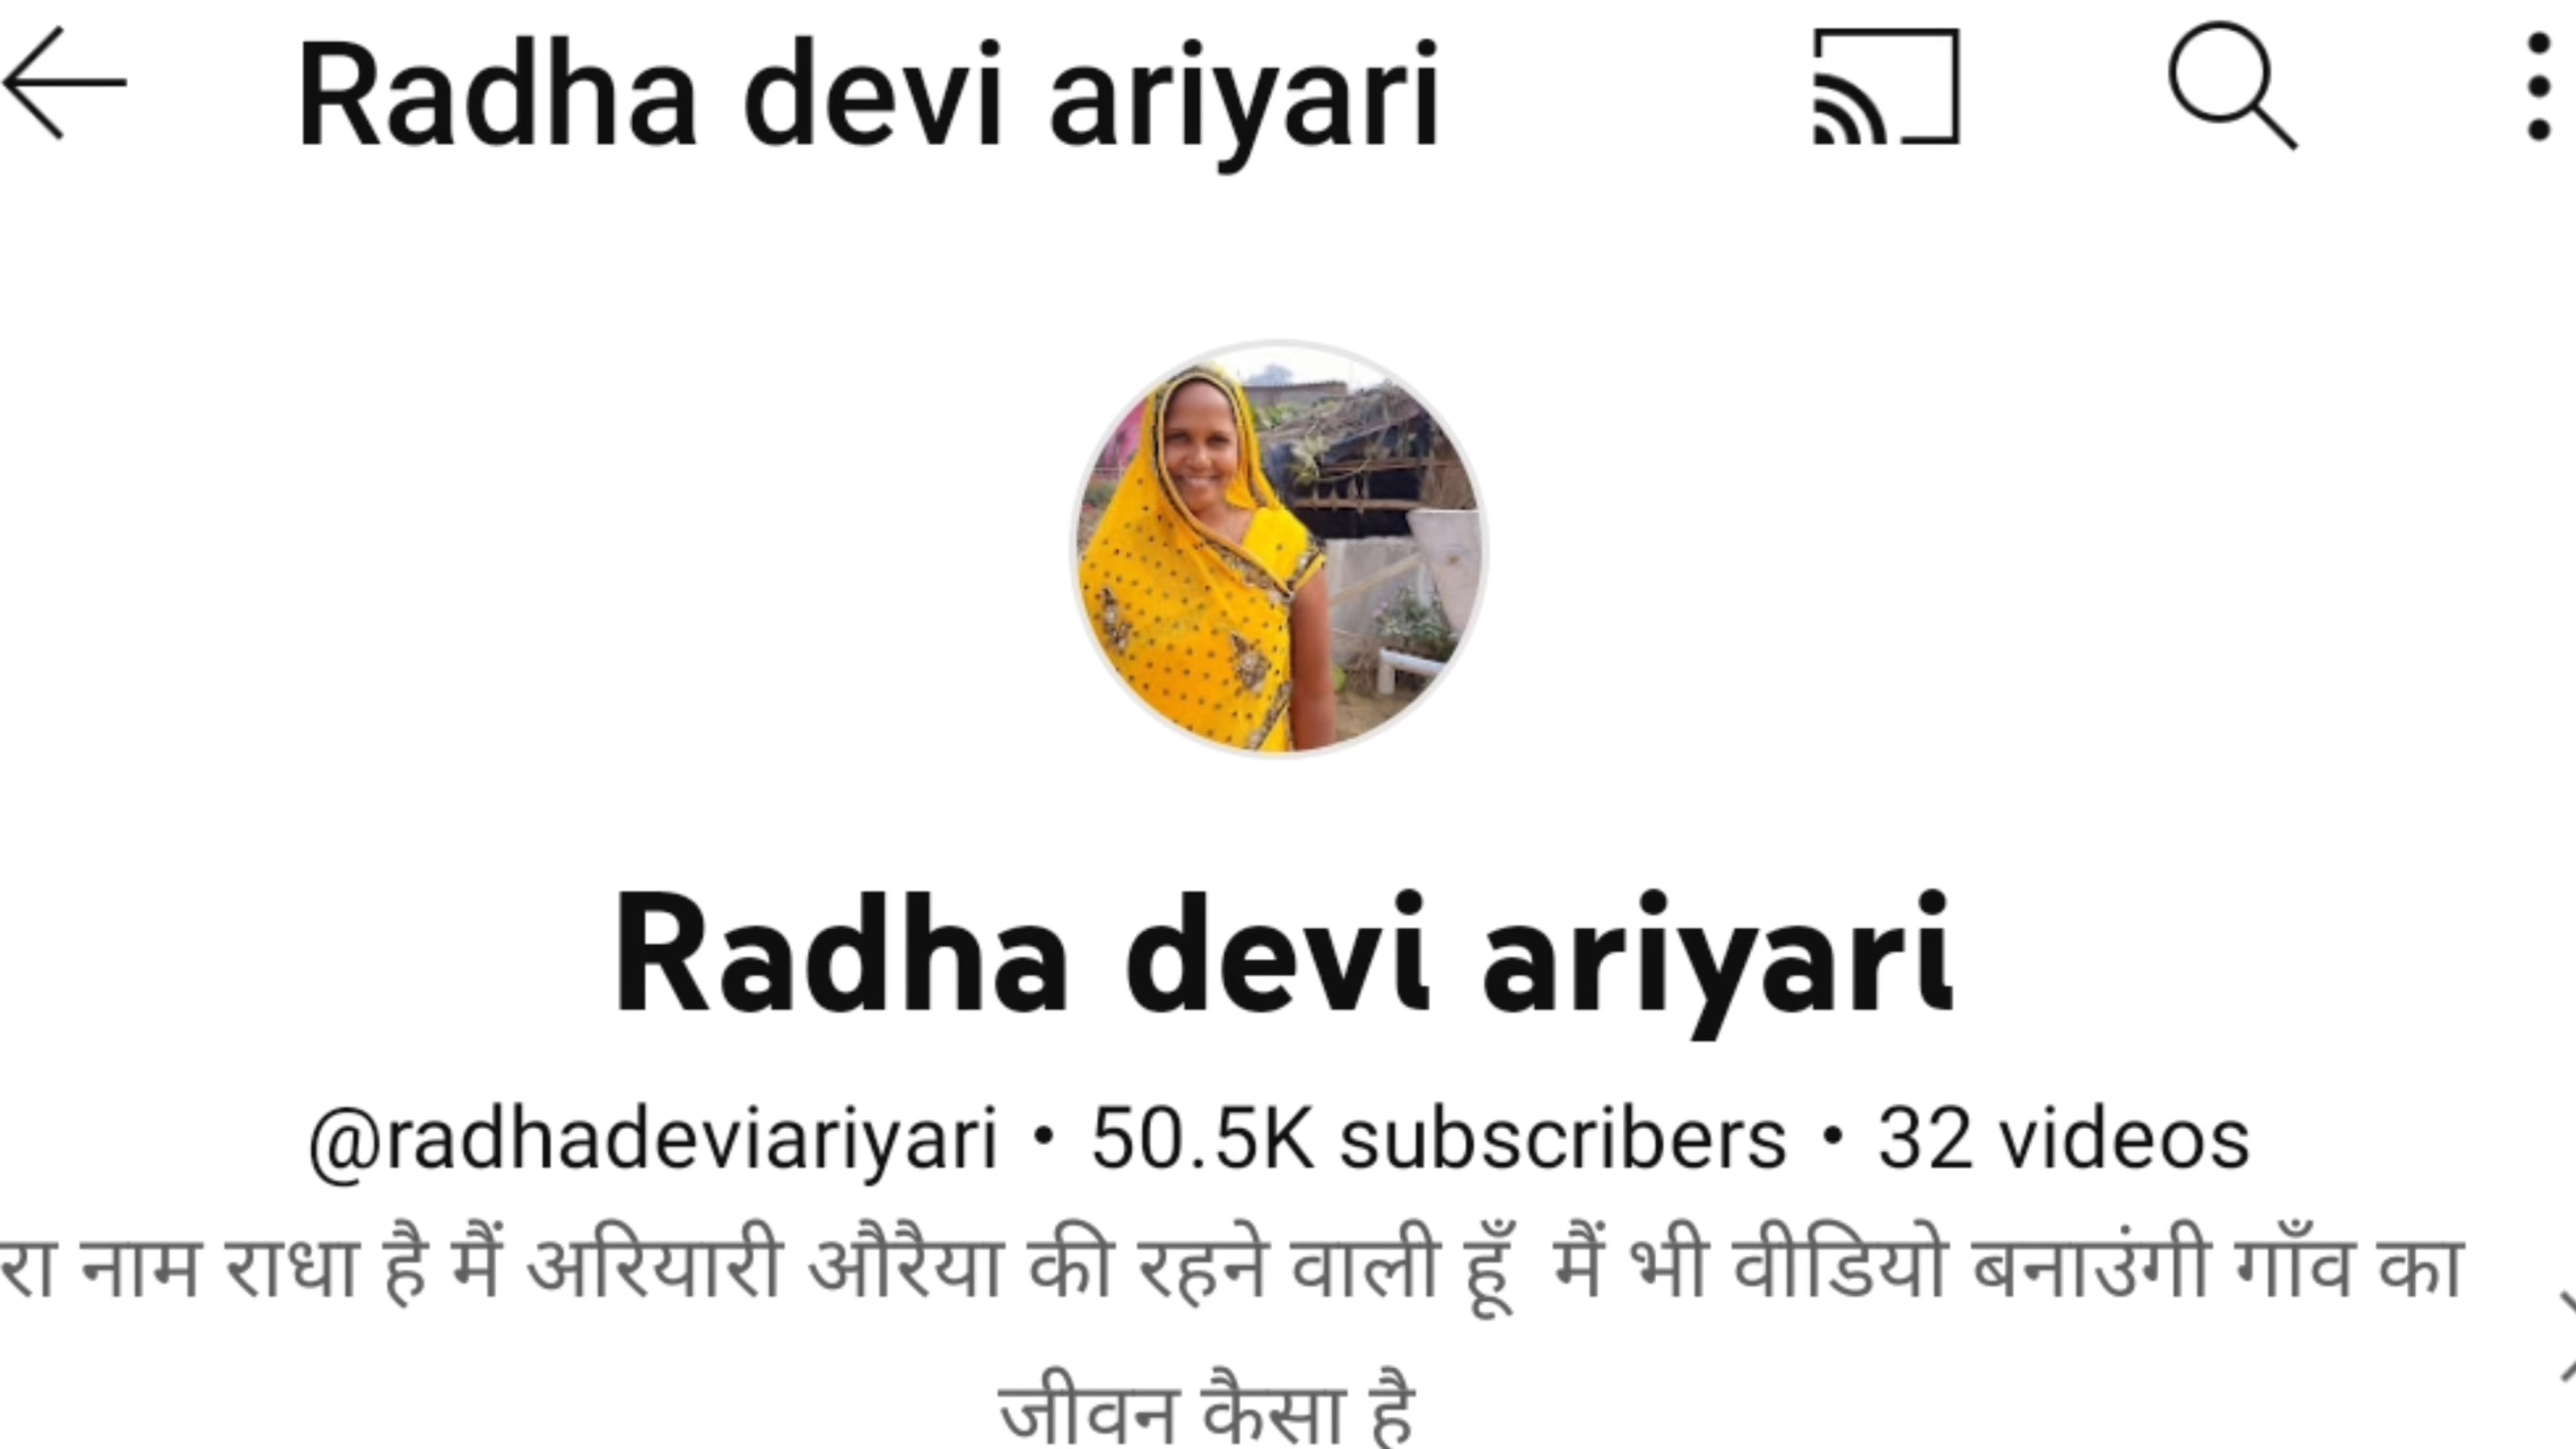 Radha devi ariyari
Radha devi ariyari
@radhadeviariyari • 50.5K subscribers • 32 videos
रा नाम राधा है मैं अरियारी औरैया की रहने वाली हूँ मैं भी वीडियो बनाउंगी गाँव का
जीवन कैसा है